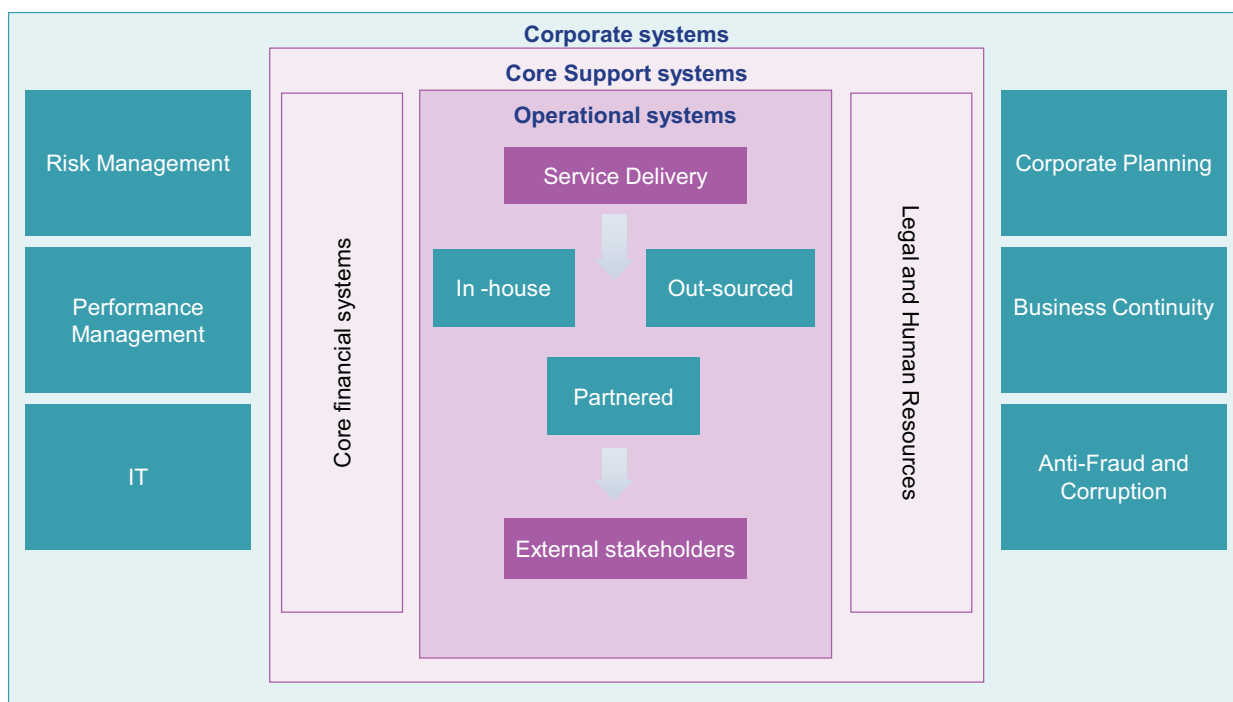 Corporate systems
Core Support systems
Operational systems
Risk Management
Performance
Management
IT
Core financial systems
Service Delivery
In -house
Out-sourced
Partnered
External stakeholders
Legal and Human Resources
Corporate Planning
Business Continuity
Anti-Fraud and
Corruption